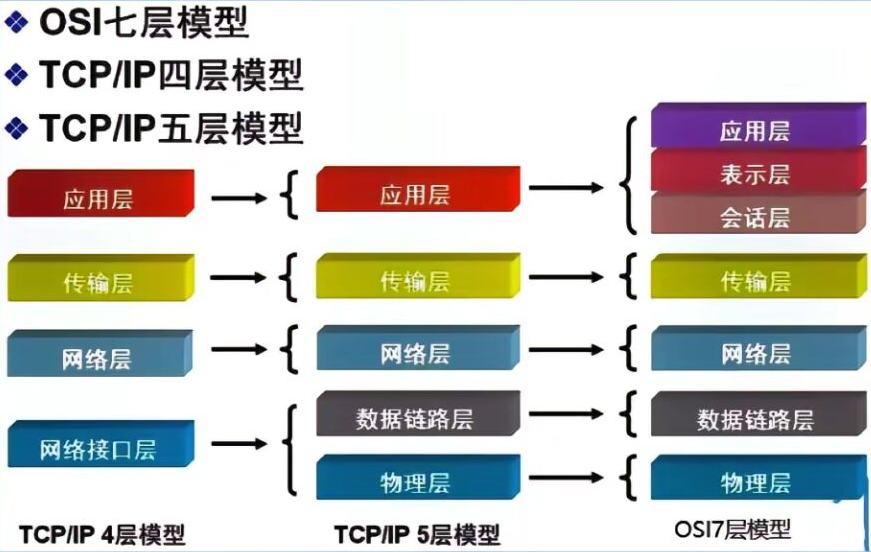 OSI七层模型
TCP/IP四层模型
TCP/IP五层模型
应用层
传输层
网络层
网络接口层
TCP/IP 4层模型
应用层
传输层
网络层
数据链路层
物理层
TCP/IP 5层模型
应用层
表示层
会话层
传输层
网络层
数据链路层
物理层
OSI7层模型